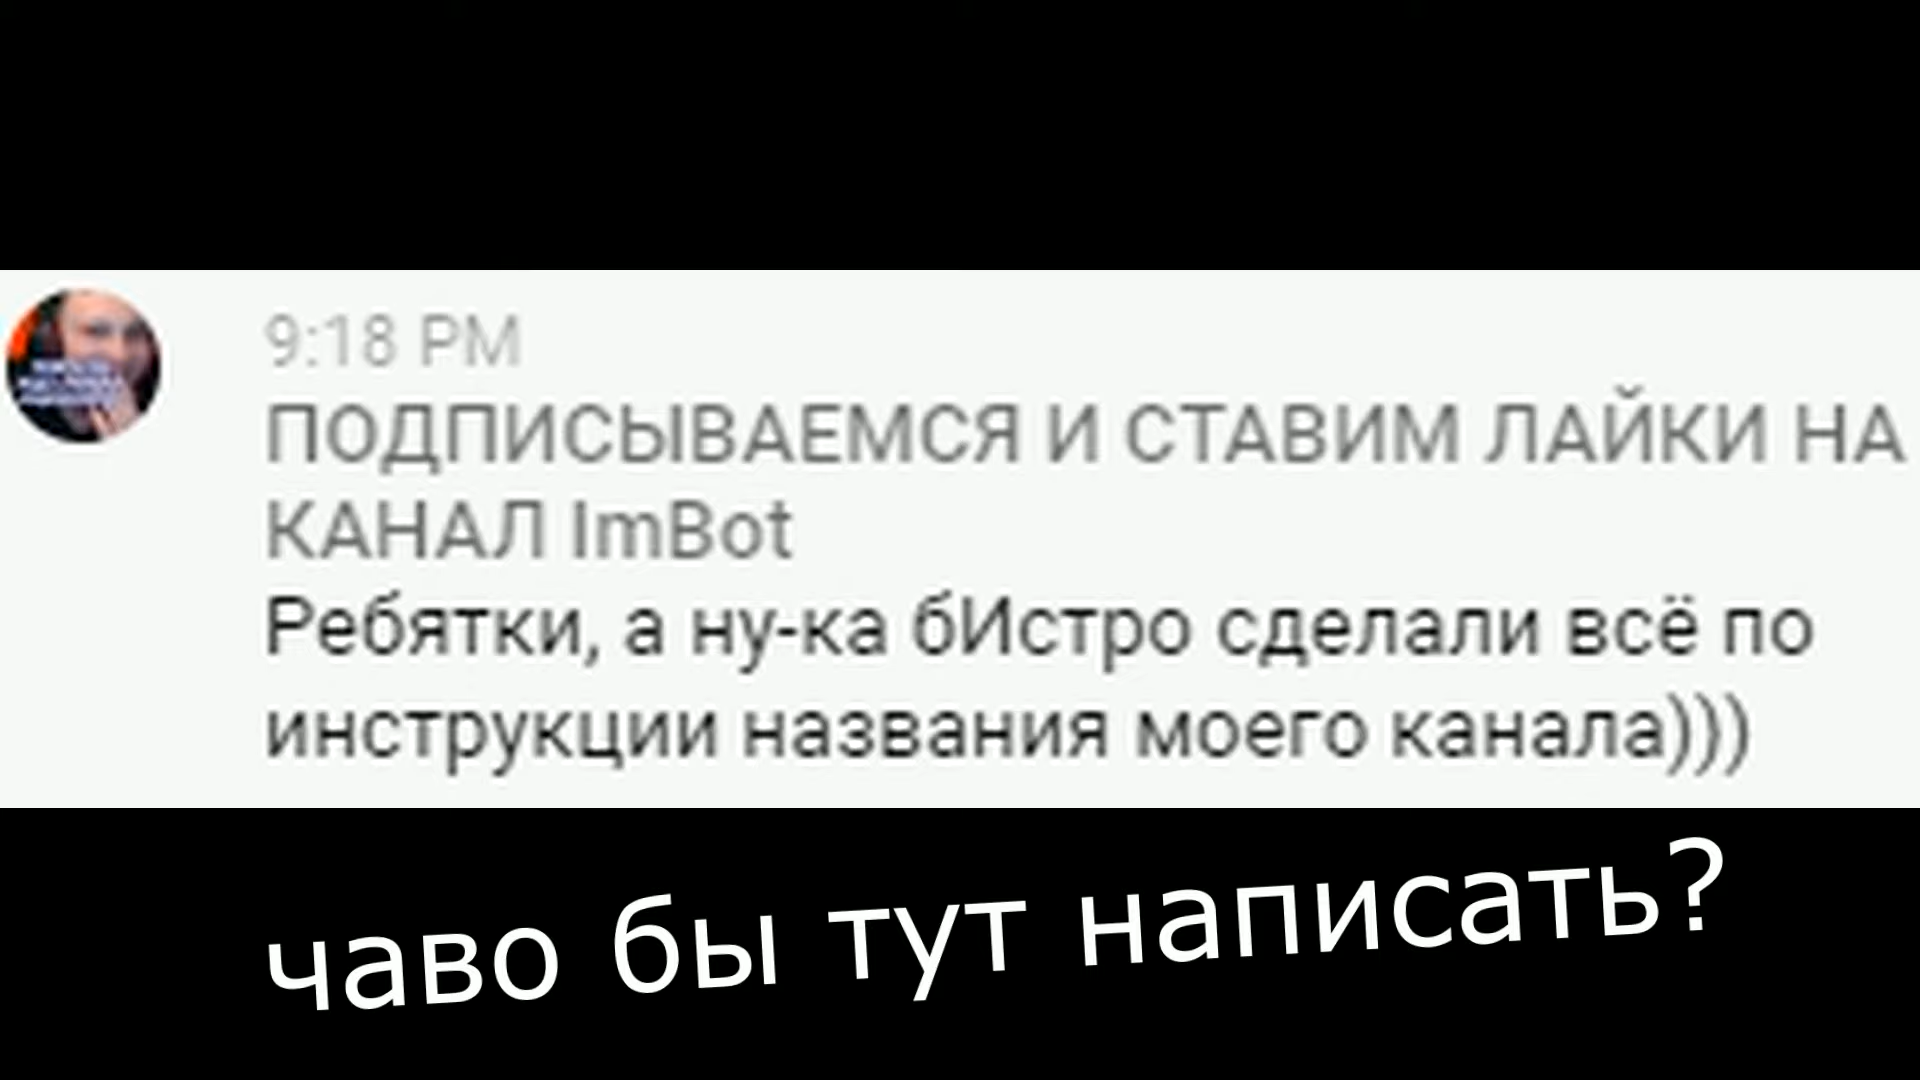 9:18 PM
ПОДПИСЫВАЕМСЯ И СТАВИМ ЛАЙКИ НА
КАНАЛ ImBot
Ребятки, а ну-ка бИстро сделали всё по
инструкции названия моего канала)))
чаво бы тут написать?